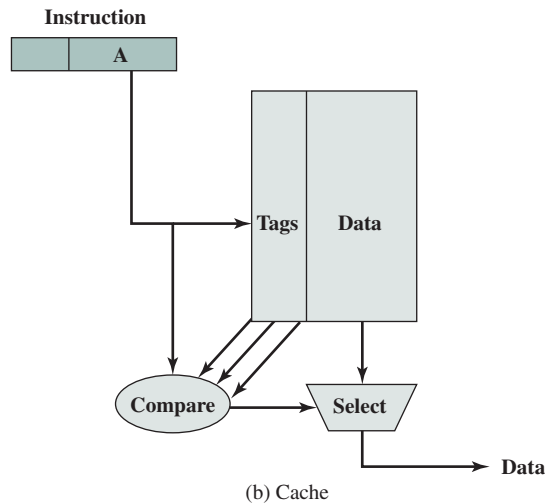 Instruction
A
Tags
Data
Compare
Select
Data
(b) Cache